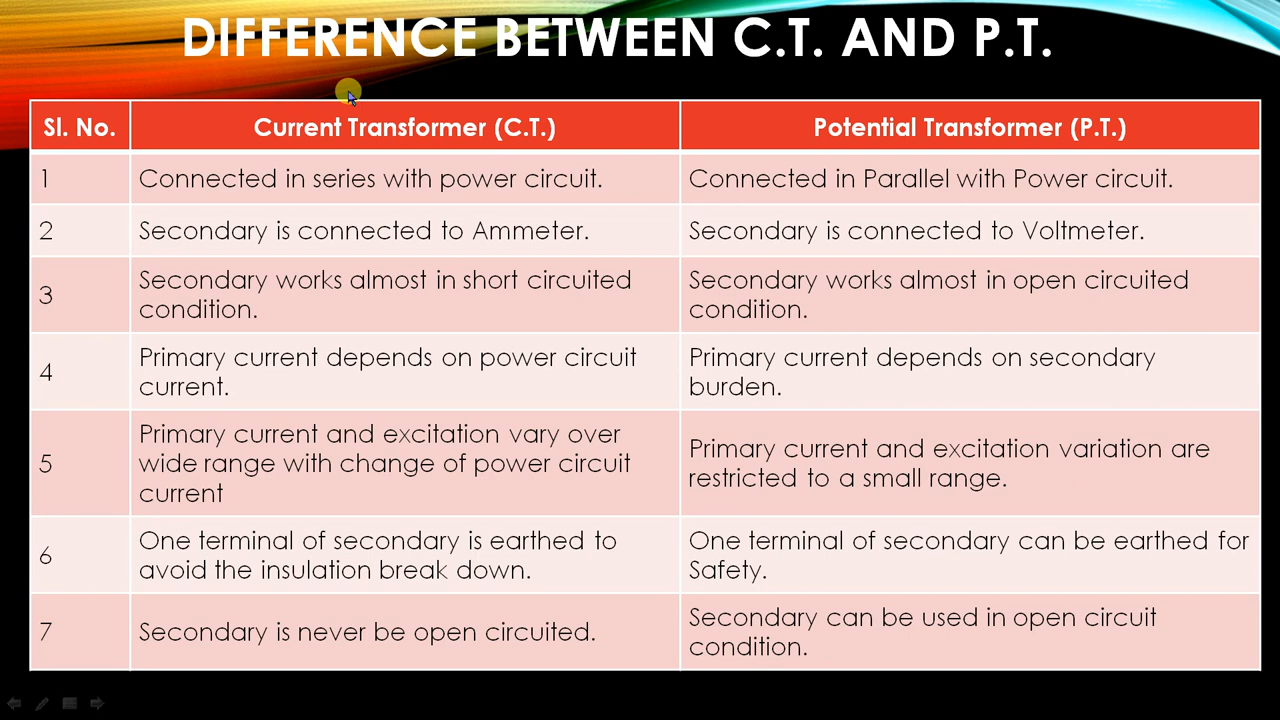 DIFFERENCE BETWEEN C.T. AND P.T.
Sl. No.
Current Transformer (C.T.)
Potential Transformer (P.T.)
1
Connected in series with power circuit.
Connected in Parallel with Power circuit.
2
Secondary is connected to Ammeter.
Secondary is connected to Voltmeter.
3
Secondary works almost in short circuited
condition.
Secondary works almost in open circuited
condition.
4
Primary current depends on power circuit
current.
Primary current depends on secondary
burden.
5
Primary current and excitation vary over
wide range with change of power circuit
current
Primary current and excitation variation are
restricted to a small range.
6
One terminal of secondary is earthed to
avoid the insulation break down.
One terminal of secondary can be earthed for
Safety.
7
Secondary is never be open circuited.
Secondary can be used in open circuit
condition.